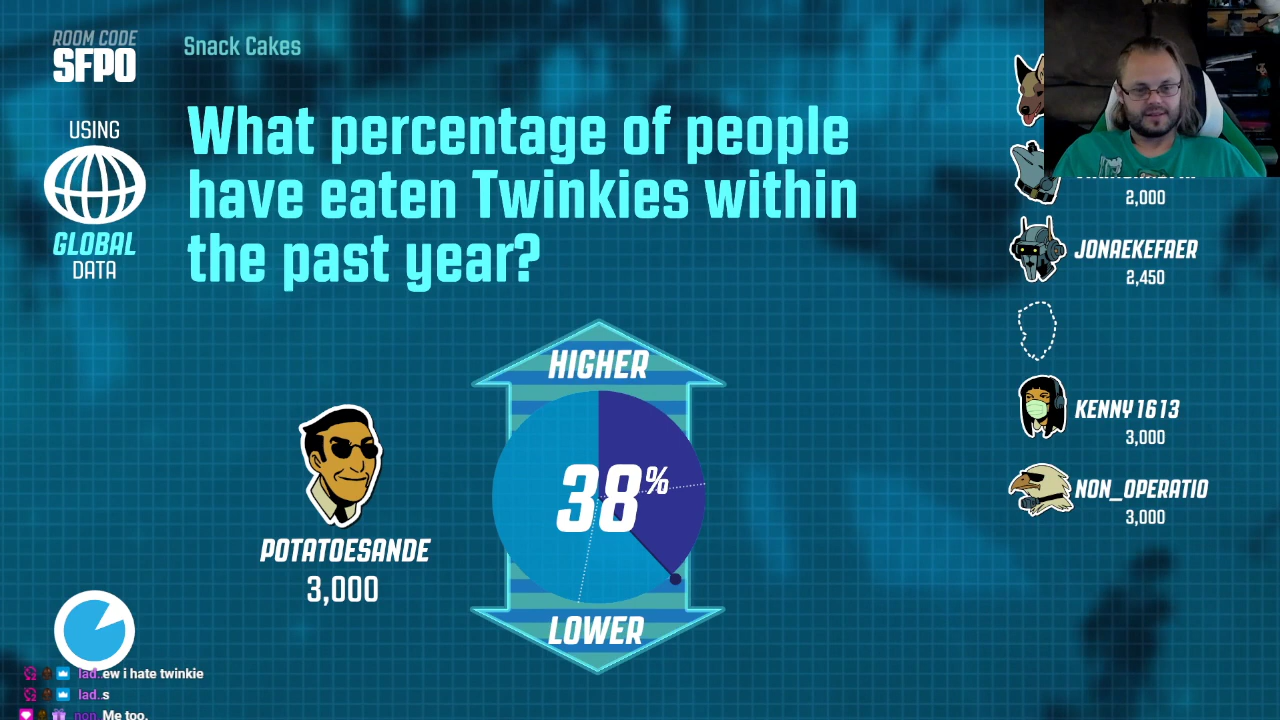 ROOM CODE
SFPO
Snack Cakes
USING
GLOBAL
DATA
What percentage of people
have eaten Twinkies within
the past year?
HIGHER
38%
LOWER
POTATOESANDE
3,000
2,000
JONAEKEFAER
2,450
KENNY1613
3,000
NON_OPERATIO
3,000
lad..ew i hate twinkie
lad..s
non Me too.